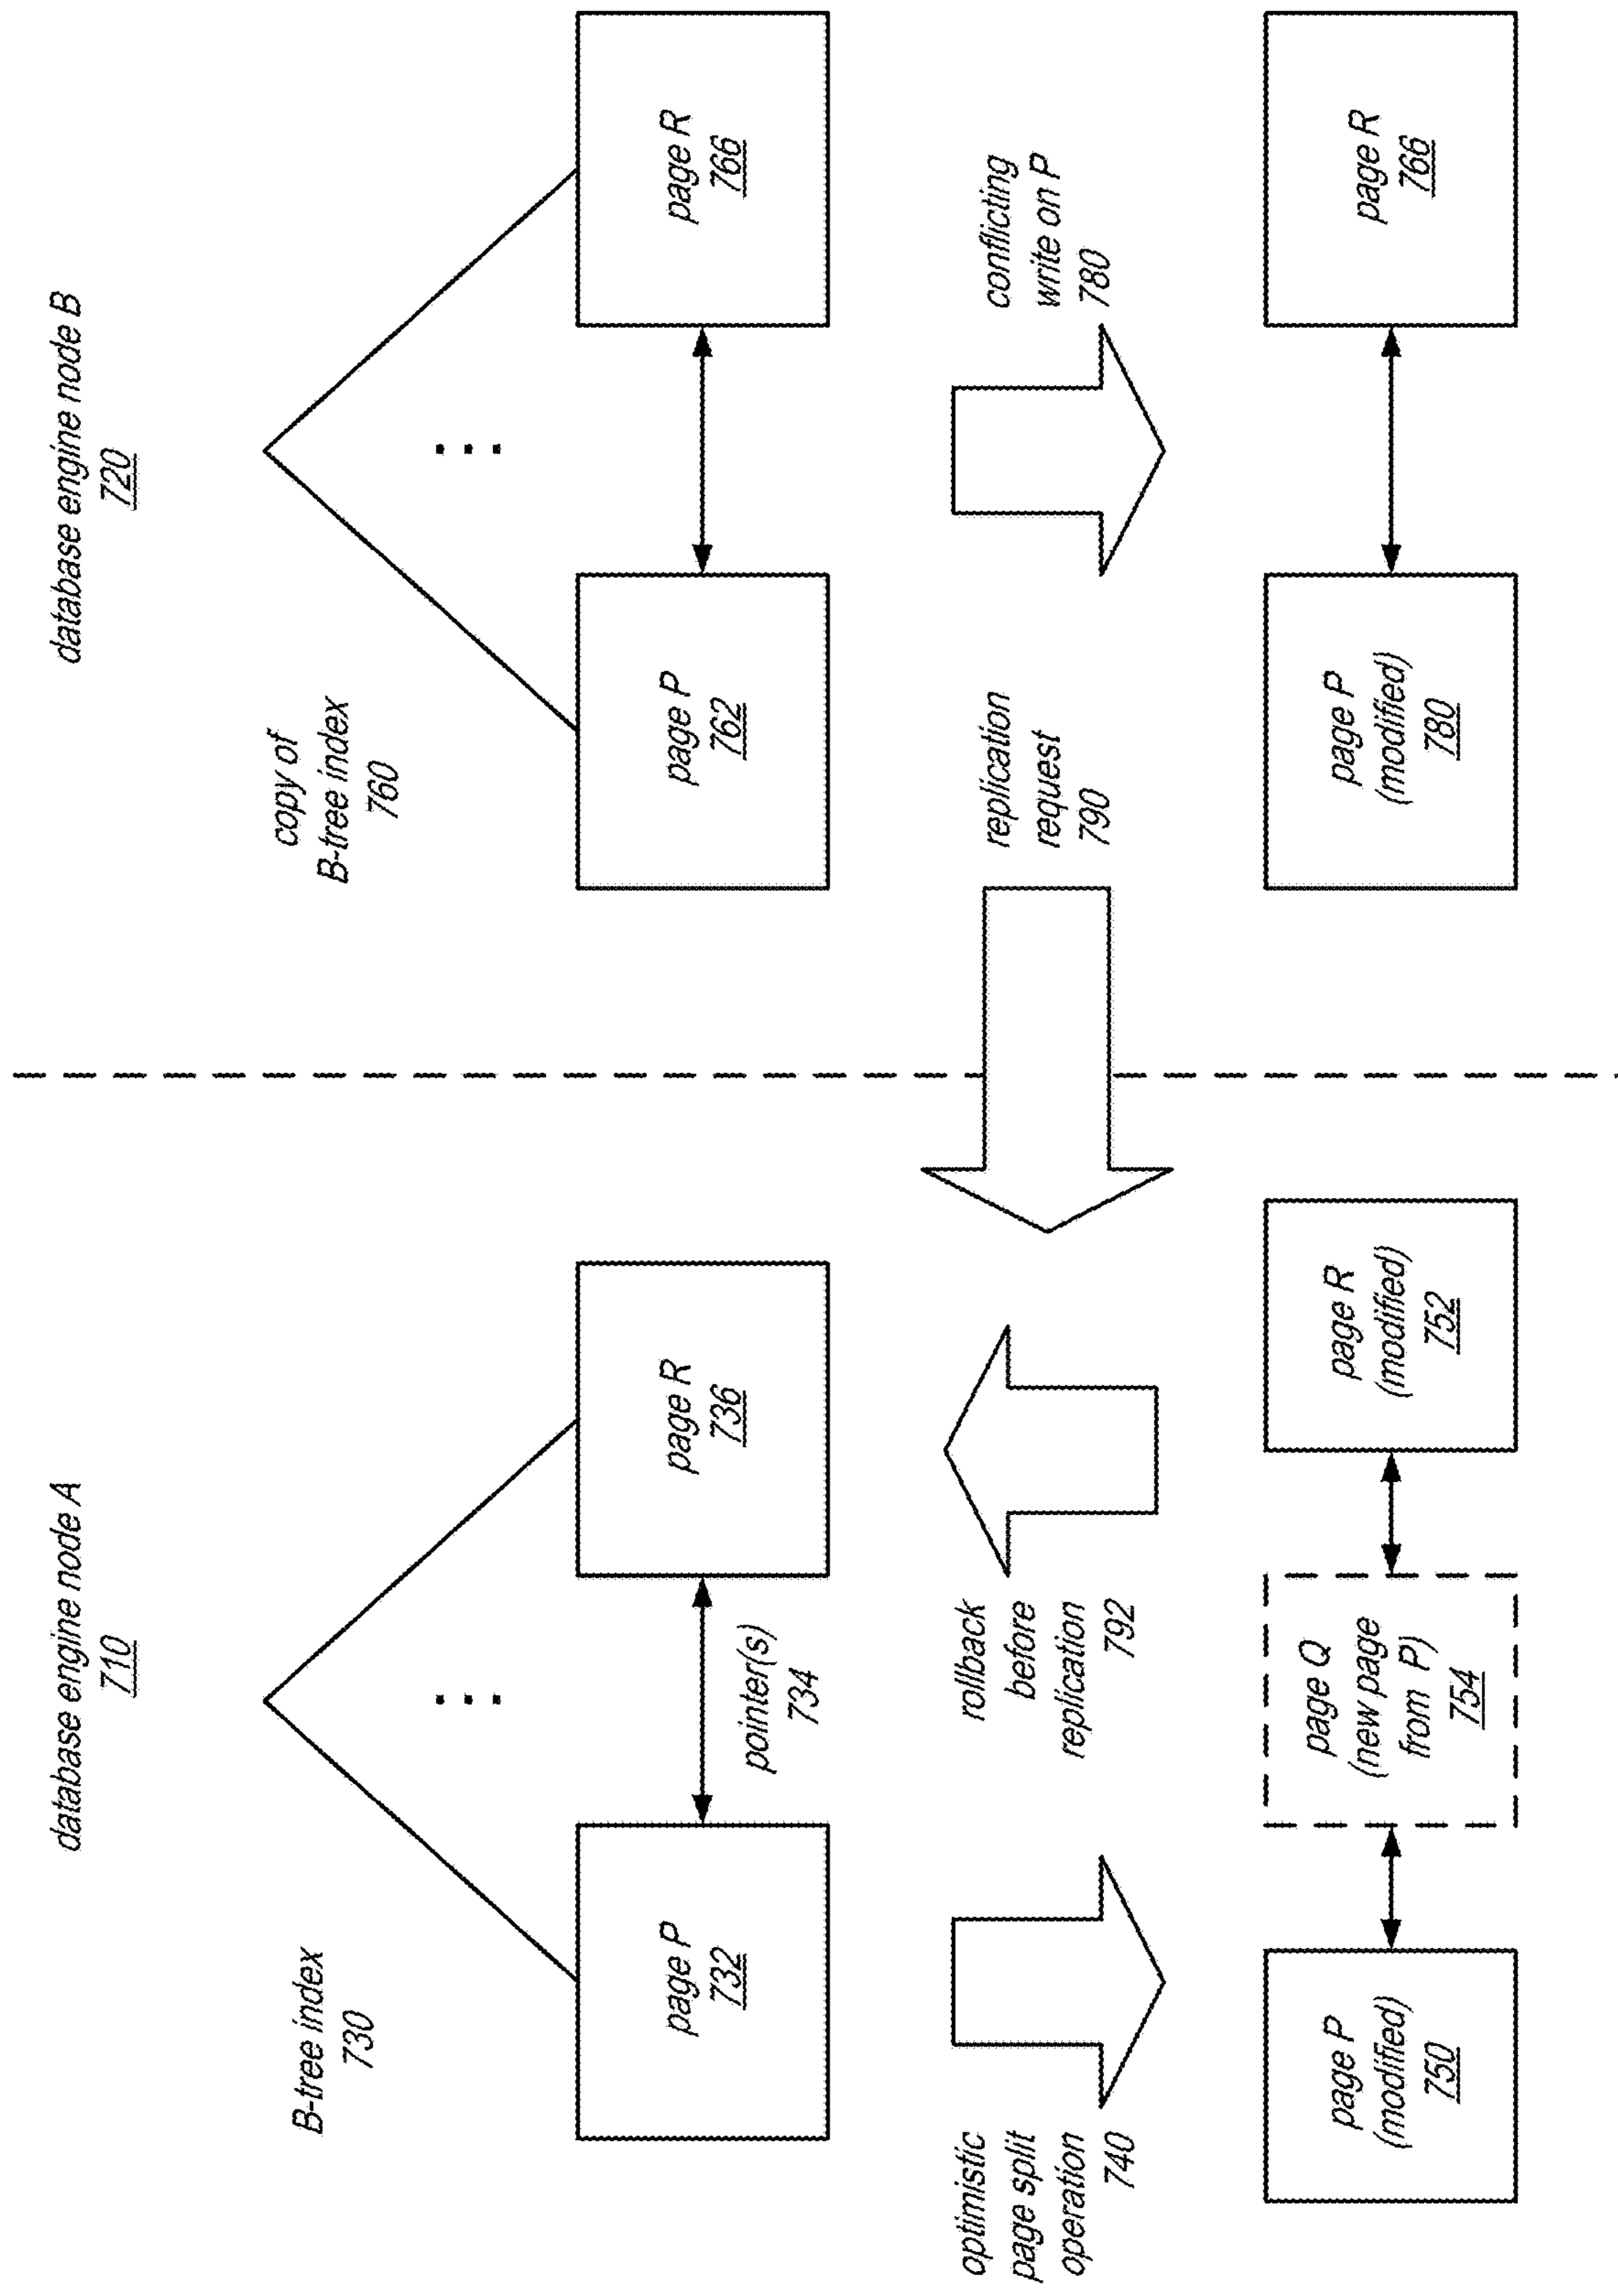 database engine node A
710
B-tree index
730
page P
732
pointer(s)
734
page R
736
optimistic
page split
operation
740
rollback
before
replication
792
page P
(modified)
750
page Q
(new page
from P)
754
page R
(modified)
752
database engine node B
720
copy of
B-tree index
760
page P
762
page R
766
replication
request
790
conflicting
write on P
780
page P
(modified)
780
page R
766